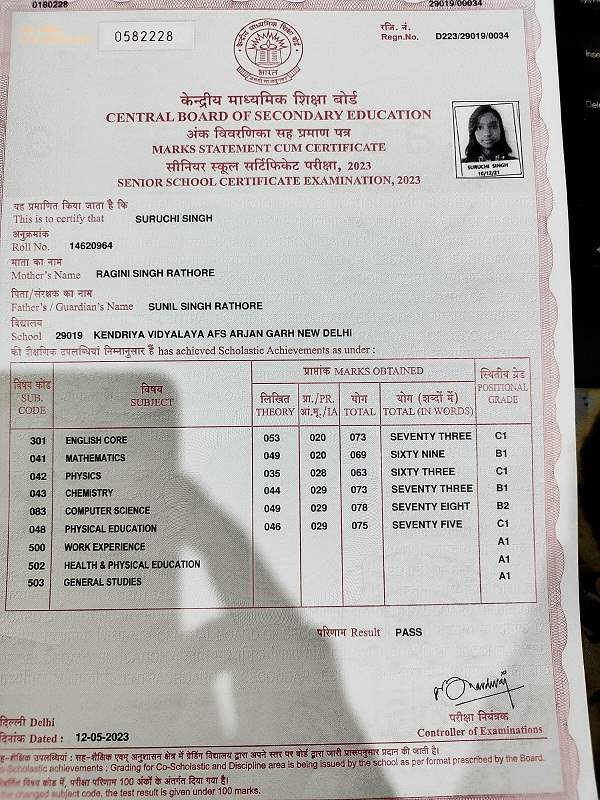 0180228
29019/00034
0582228
रजि. नं.
Regn.No. D223/29019/0034
केन्द्रीय माध्यमिक शिक्षा बोर्ड
भारत
केन्द्रीय माध्यमिक शिक्षा बोर्ड
CENTRAL BOARD OF SECONDARY EDUCATION
अंक विवरणिका सह प्रमाण पत्र
MARKS STATEMENT CUM CERTIFICATE
सीनियर स्कूल सर्टिफिकेट परीक्षा, 2023
SENIOR SCHOOL CERTIFICATE EXAMINATION, 2023
SURUCHI SINGH
10/12/21
यह प्रमाणित किया जाता है कि
This is to certify that SURUCHI SINGH
अनुक्रमांक
Roll No. 14620964
माता का नाम
Mother's Name RAGINI SINGH RATHORE
पिता/संरक्षक का नाम
Father's / Guardian's Name SUNIL SINGH RATHORE
विद्यालय
School 29019 KENDRIYA VIDYALAYA AFS ARJAN GARH NEW DELHI
की शैक्षणिक उपलब्धियां निम्नानुसार हैं has achieved Scholastic Achievements as under :
विषय कोड SUB. CODE
विषय SUBJECT
प्राप्तांक MARKS OBTAINED
स्थितीय ग्रेड POSITIONAL GRADE
लिखित THEORY
प्रा./PR. आं.मू./IA
योग TOTAL
योग (शब्दों में) TOTAL (IN WORDS)
301 ENGLISH CORE 053 020 073 SEVENTY THREE C1
041 MATHEMATICS 049 020 069 SIXTY NINE B1
042 PHYSICS 035 028 063 SIXTY THREE C1
043 CHEMISTRY 044 029 073 SEVENTY THREE B1
083 COMPUTER SCIENCE 049 029 078 SEVENTY EIGHT B2
048 PHYSICAL EDUCATION 046 029 075 SEVENTY FIVE C1
500 WORK EXPERIENCE A1
502 HEALTH & PHYSICAL EDUCATION A1
503 GENERAL STUDIES A1
परिणाम Result PASS
दिल्ली Delhi
दिनांक Dated : 12-05-2023
परीक्षा नियंत्रक
Controller of Examinations
सह-शैक्षिक उपलब्धियां : सह-शैक्षिक एवम् अनुशासन क्षेत्र में ग्रेडिंग विद्यालय द्वारा अपने स्तर पर बोर्ड द्वारा जारी प्रारूपनुसार प्रदान की जाती है।
o-Scholastic achievements : Grading for Co-Scholastic and Discipline area is being issued by the school as per format prescribed by the Board.
विषय कोड में, परीक्षा परिणाम 100 अंकों के अंतर्गत दिया गया है।
changed subject code, the test result is given under 100 marks.